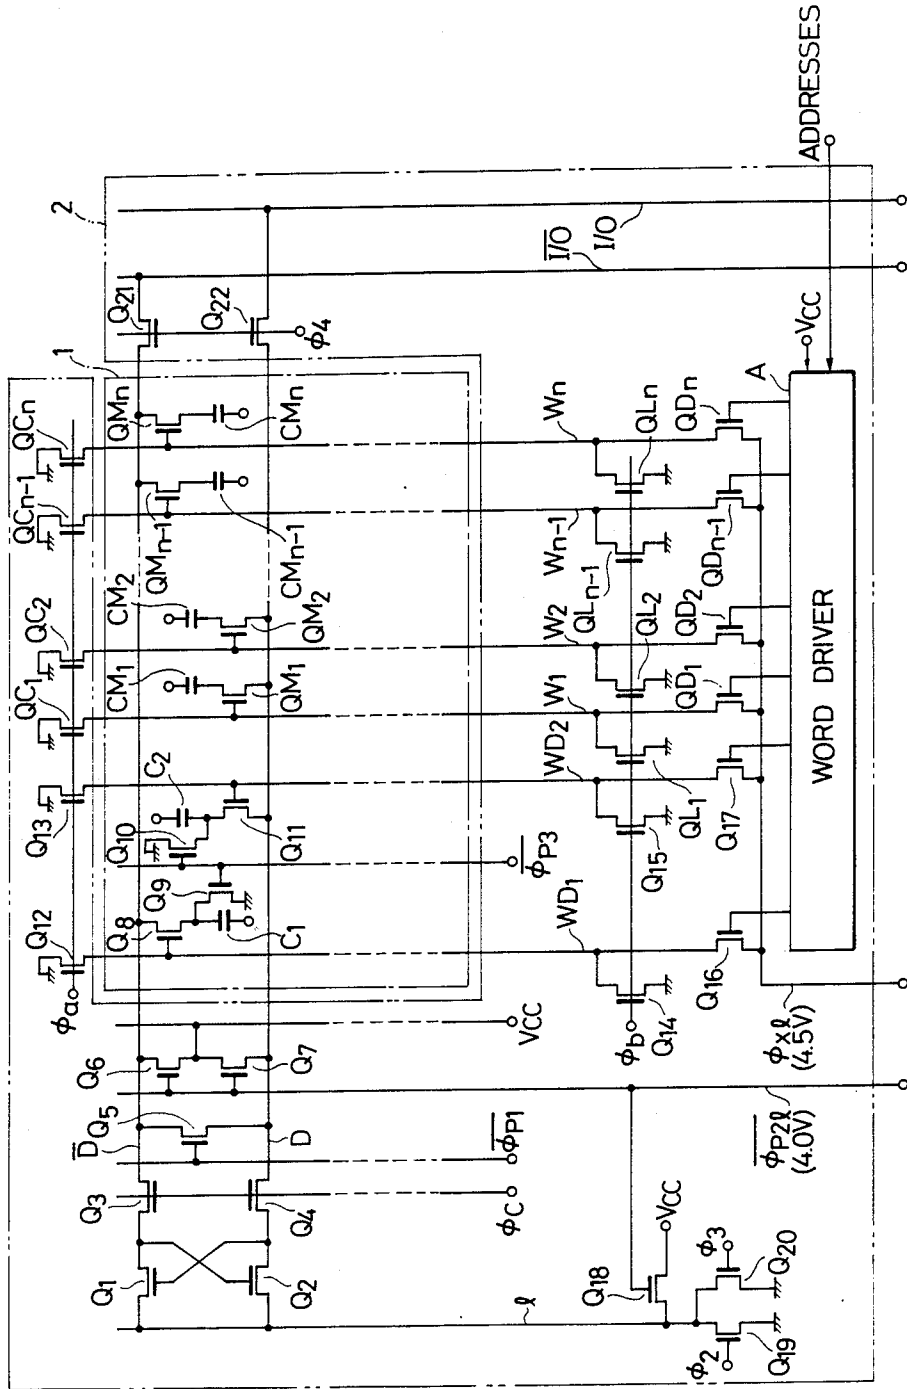 2
1
QCn
QCn-1
QC2
QC1
Q13
Q12
φa
Q21
Q22
φ4
I/O
I/O
ADDRESSES
QMn
CMn
QMn-1
CMn-1
CM2
QM2
CM1
QM1
C2
Q10
Q11
Q9
Q8
C1
φP3
Q6
Q7
VCC
D
Q5
D
φP1
Q3
Q4
φC
Q1
Q2
ℓ
Wn
QLn
QDn
Wn-1
QLn-1
QDn-1
W2
QL2
QD2
W1
QL1
QD1
WD2
Q15
Q17
WD1
Q14
Q16
φb
VCC
A
WORD DRIVER
φxℓ
(4.5V)
φP2ℓ
(4.0V)
Q18
VCC
φ3
Q20
φ2
Q19